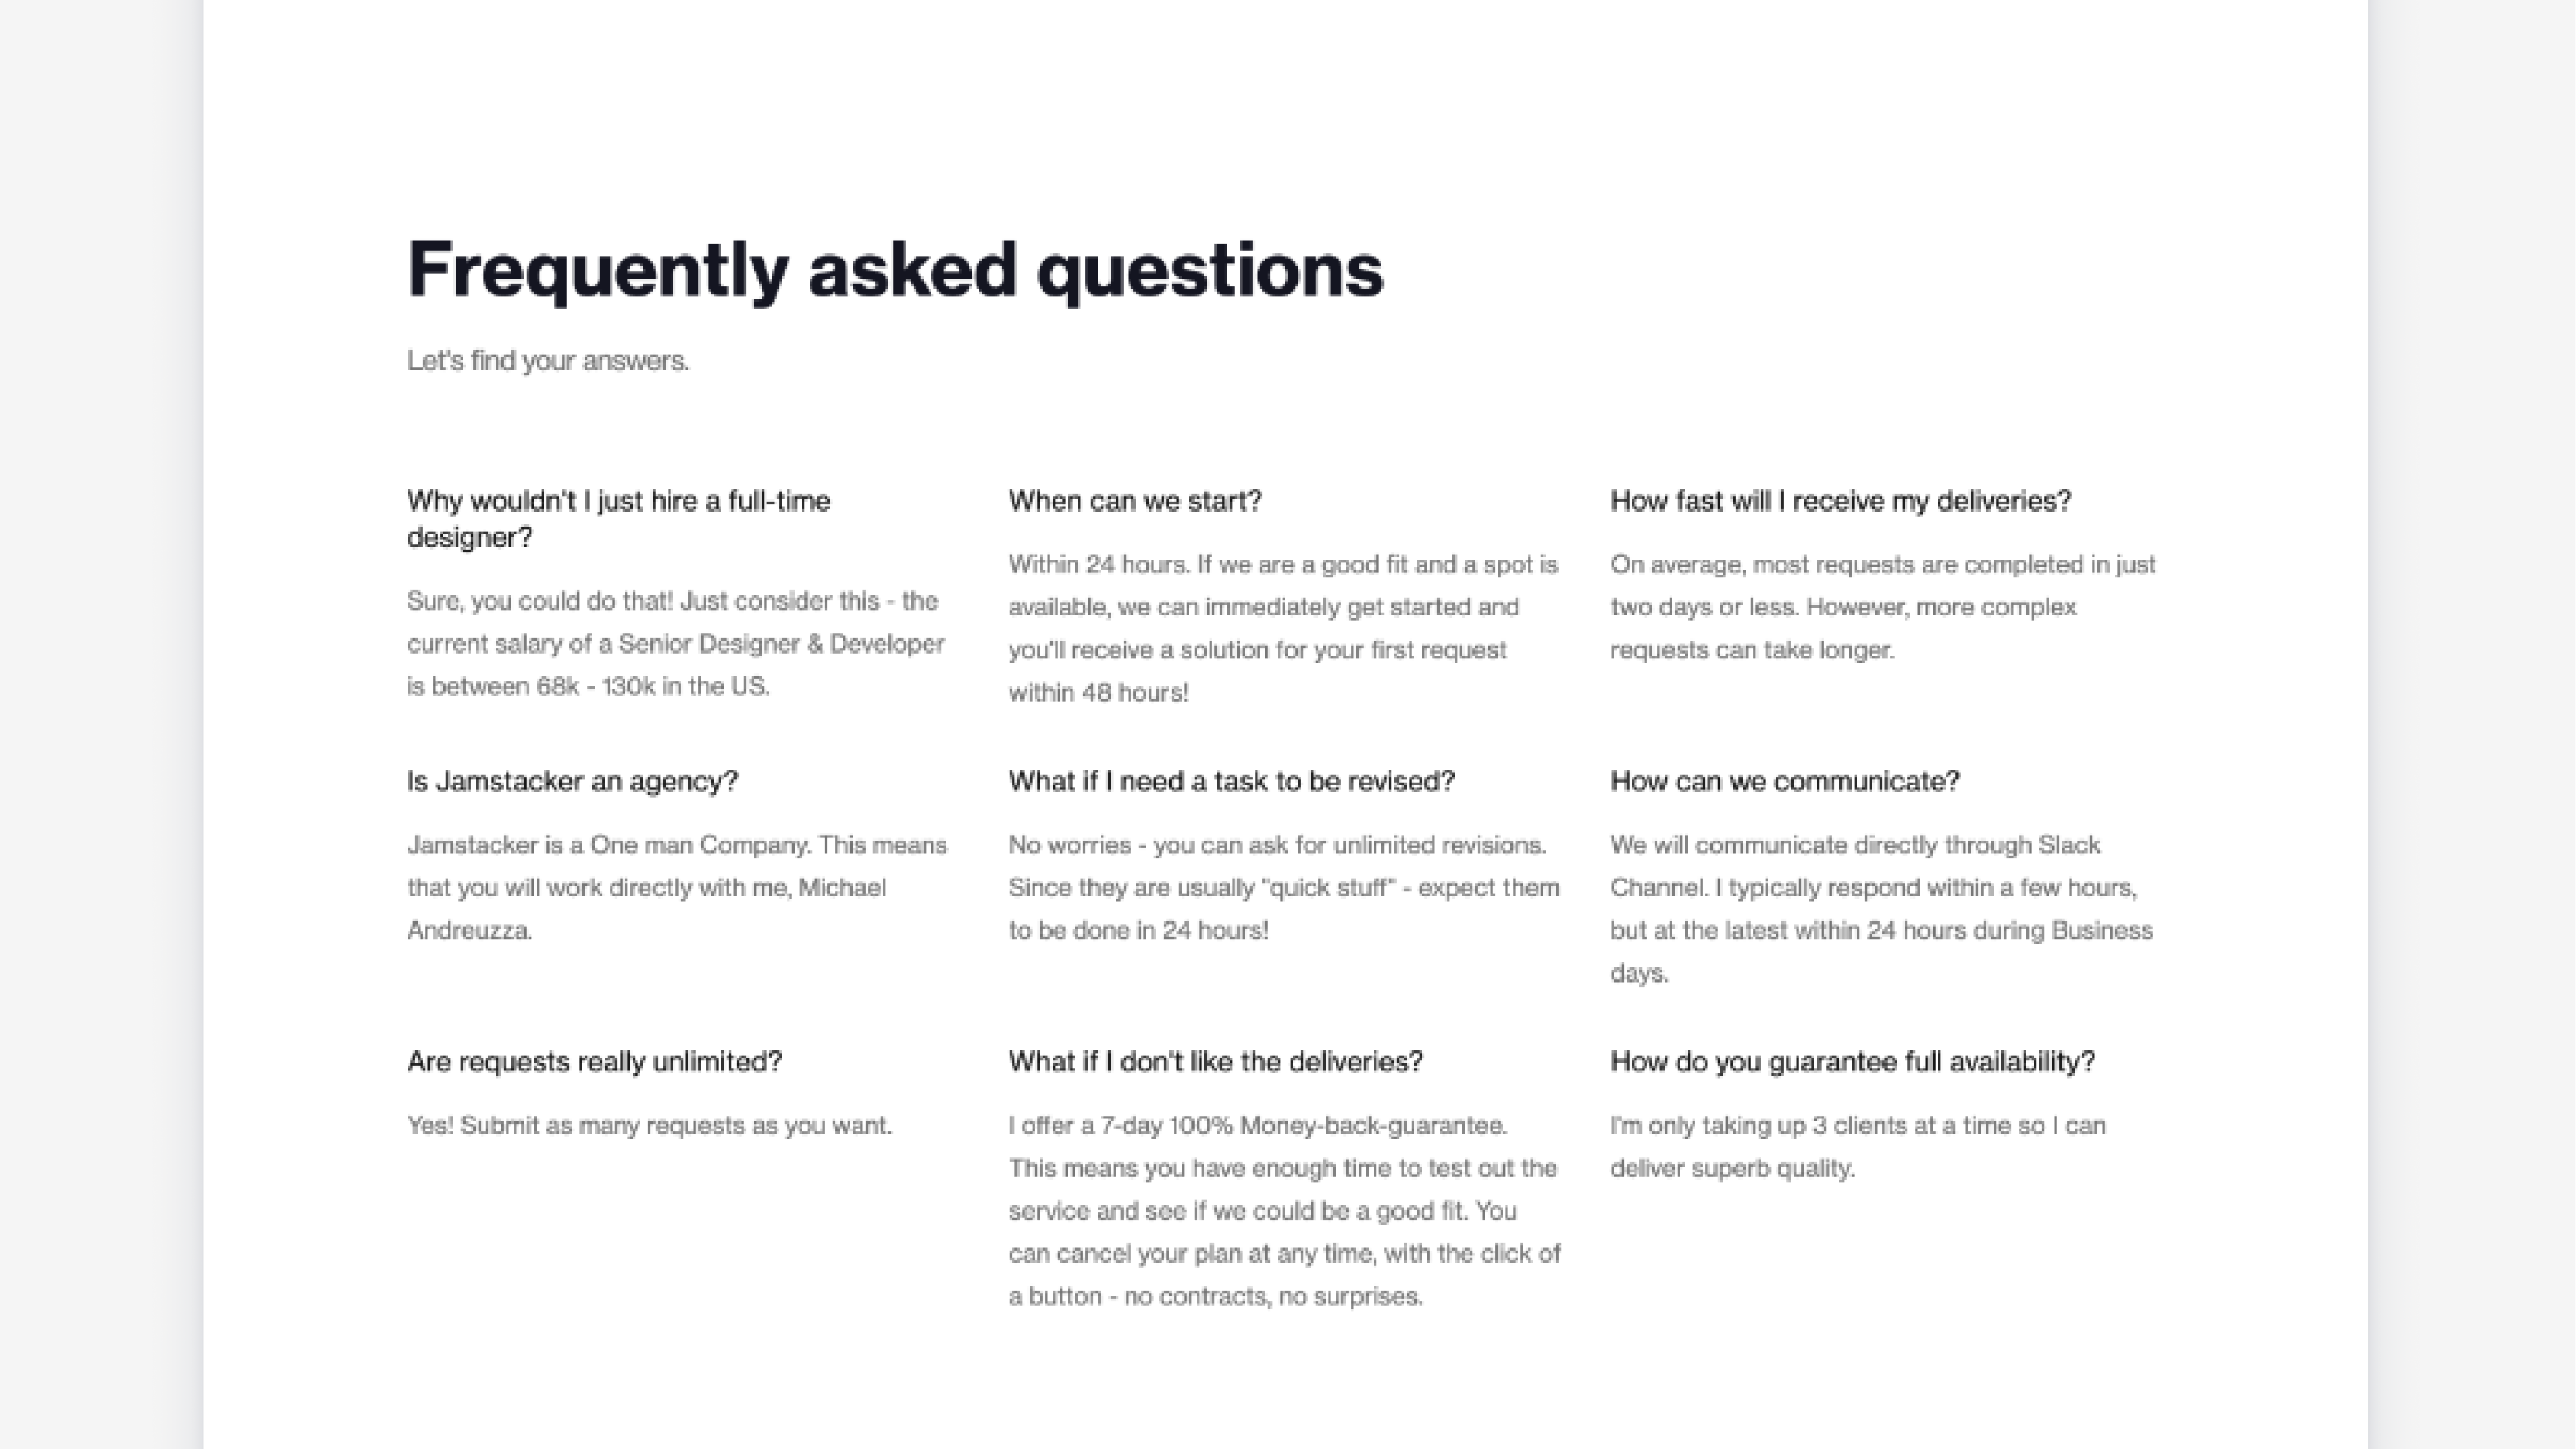 Frequently asked questions
Let's find your answers.
Why wouldn't I just hire a full-time
designer?
Sure, you could do that! Just consider this - the
current salary of a Senior Designer & Developer
is between 68k - 130k in the US.
When can we start?
Within 24 hours. If we are a good fit and a spot is
available, we can immediately get started and
you'll receive a solution for your first request
within 48 hours!
How fast will I receive my deliveries?
On average, most requests are completed in just
two days or less. However, more complex
requests can take longer.
Is Jamstacker an agency?
Jamstacker is a One man Company. This means
that you will work directly with me, Michael
Andreuzza.
What if I need a task to be revised?
No worries - you can ask for unlimited revisions.
Since they are usually "quick stuff" - expect them
to be done in 24 hours!
How can we communicate?
We will communicate directly through Slack
Channel. I typically respond within a few hours,
but at the latest within 24 hours during Business
days.
Are requests really unlimited?
Yes! Submit as many requests as you want.
What if I don't like the deliveries?
I offer a 7-day 100% Money-back-guarantee.
This means you have enough time to test out the
service and see if we could be a good fit. You
can cancel your plan at any time, with the click of
a button - no contracts, no surprises.
How do you guarantee full availability?
I'm only taking up 3 clients at a time so I can
deliver superb quality.